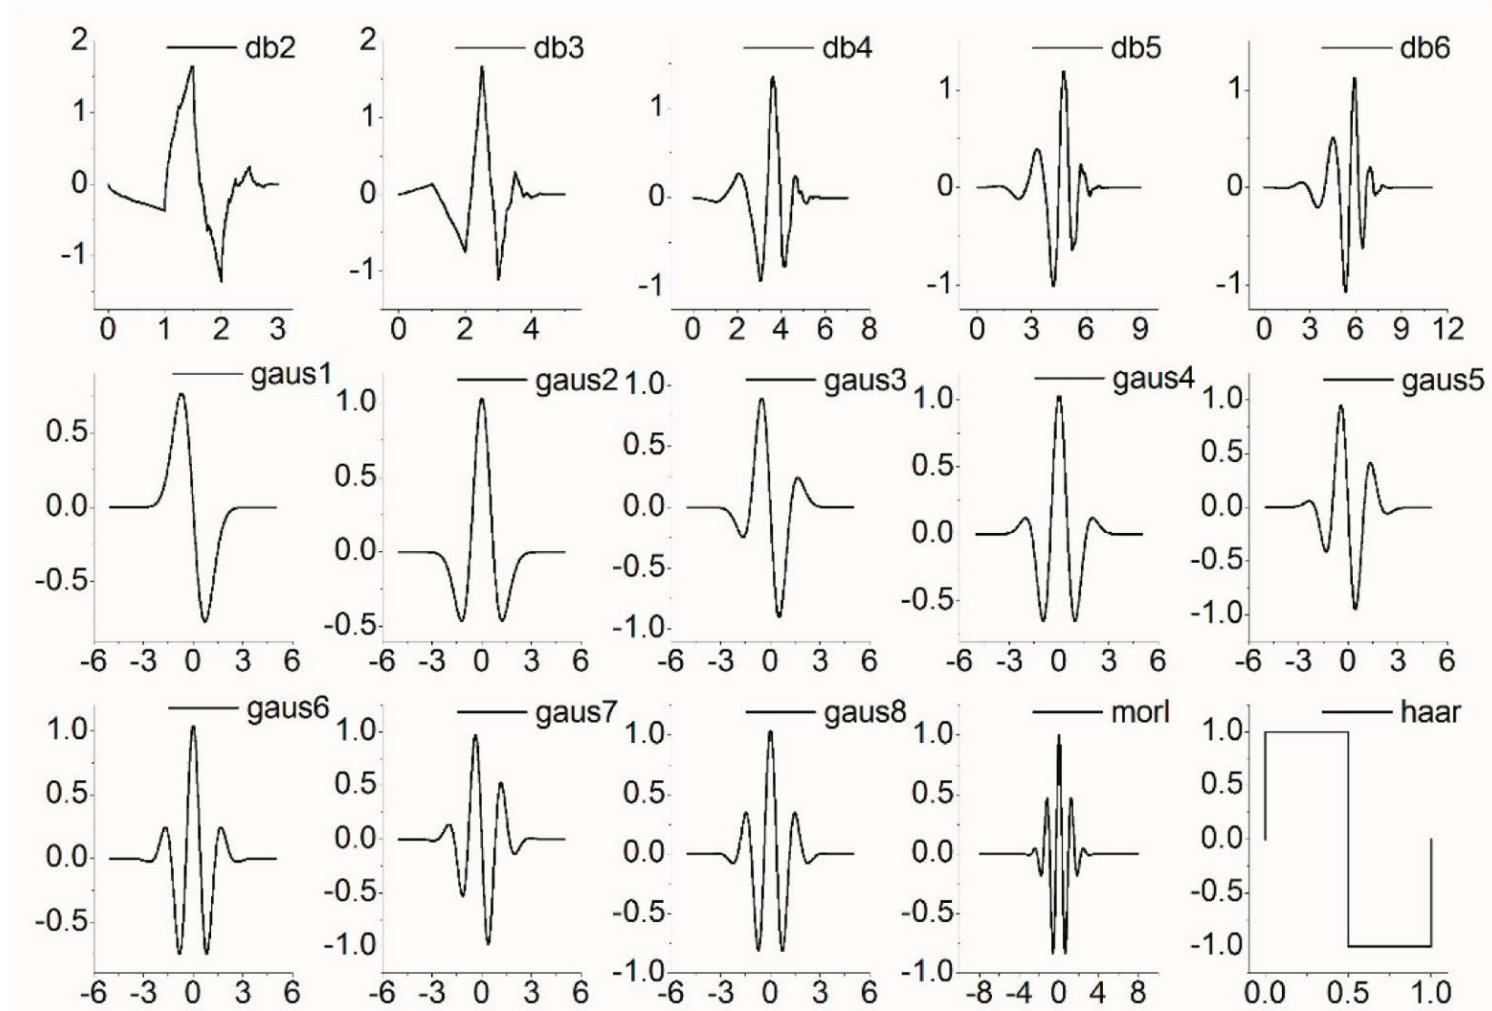 db2 db3 db4 db5 db6
2 2
1 1 1 1 1
0 0 0 0 0
-1 -1 -1 -1 -1
0 1 2 3 0 2 4 0 2 4 6 8 0 3 6 9 0 3 6 9 12
gaus1 gaus2 gaus3 gaus4 gaus5
1.0 1.0 1.0 1.0
0.5 0.5 0.5 0.5 0.5
0.0 0.0 0.0 0.0 0.0
-0.5 -0.5 -0.5 -0.5 -0.5
-1.0 -1.0
-6 -3 0 3 6 -6 -3 0 3 6 -6 -3 0 3 6 -6 -3 0 3 6 -6 -3 0 3 6
gaus6 gaus7 gaus8 morl haar
1.0 1.0 1.0 1.0 1.0
0.5 0.5 0.5 0.5 0.5
0.0 0.0 0.0 0.0 0.0
-0.5 -0.5 -0.5 -0.5 -0.5
-1.0 -1.0 -1.0 -1.0
-6 -3 0 3 6 -6 -3 0 3 6 -6 -3 0 3 6 -8 -4 0 4 8 0.0 0.5 1.0